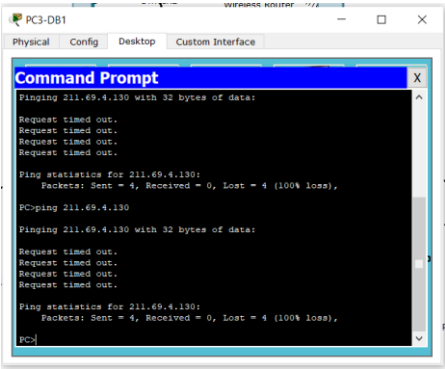 Wireless Router
PC3-DB1
Physical Config Desktop Custom Interface
Command Prompt X
Pinging 211.69.4.130 with 32 bytes of data:
Request timed out.
Request timed out.
Request timed out.
Request timed out.
Ping statistics for 211.69.4.130:
Packets: Sent = 4, Received = 0, Lost = 4 (100% loss),
PC>ping 211.69.4.130
Pinging 211.69.4.130 with 32 bytes of data:
Request timed out.
Request timed out.
Request timed out.
Request timed out.
Ping statistics for 211.69.4.130:
Packets: Sent = 4, Received = 0, Lost = 4 (100% loss),
PC>